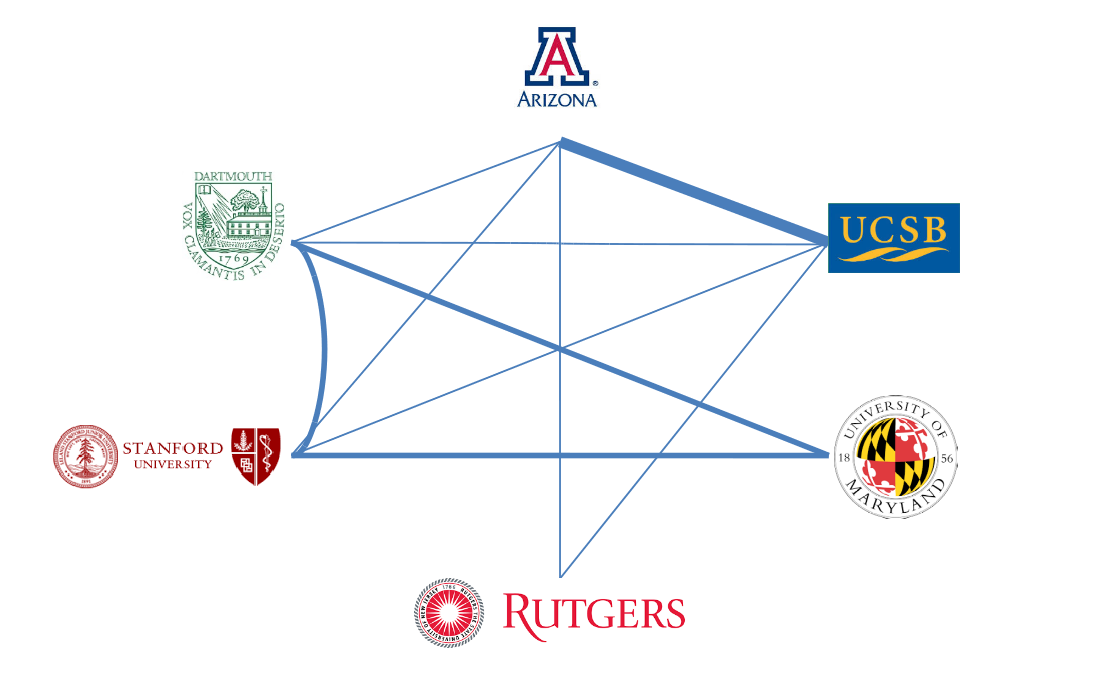 ARIZONA
DARTMOUTH
VOX CLAMANTIS IN DESERTO
1769
UCSB
STANFORD
UNIVERSITY
UNIVERSITY OF
18 56
MARYLAND
RUTGERS